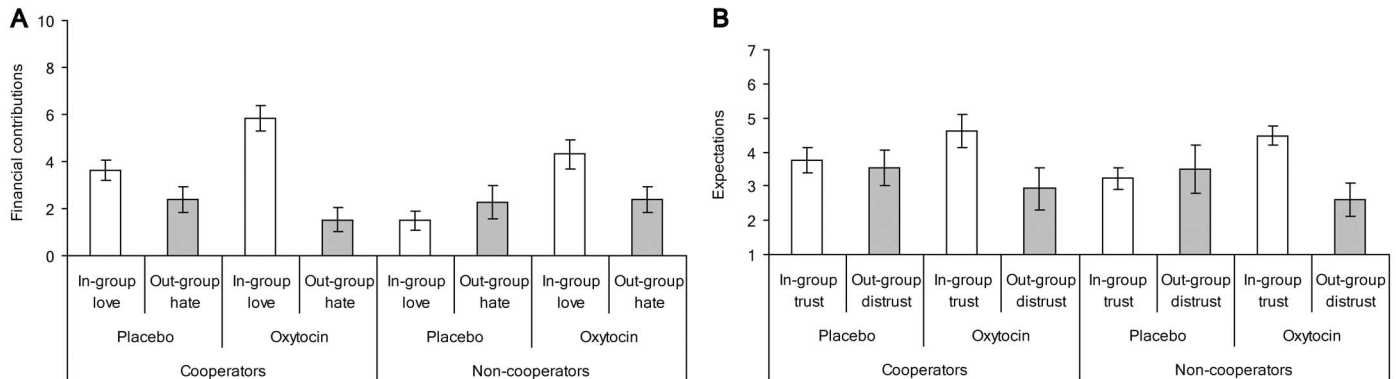 A
Financial contributions
10
8
6
4
2
0
In-group love
Out-group hate
In-group love
Out-group hate
In-group love
Out-group hate
In-group love
Out-group hate
Placebo
Oxytocin
Placebo
Oxytocin
Cooperators
Non-cooperators
B
Expectations
7
6
5
4
3
2
1
In-group trust
Out-group distrust
In-group trust
Out-group distrust
In-group trust
Out-group distrust
In-group trust
Out-group distrust
Placebo
Oxytocin
Placebo
Oxytocin
Cooperators
Non-cooperators